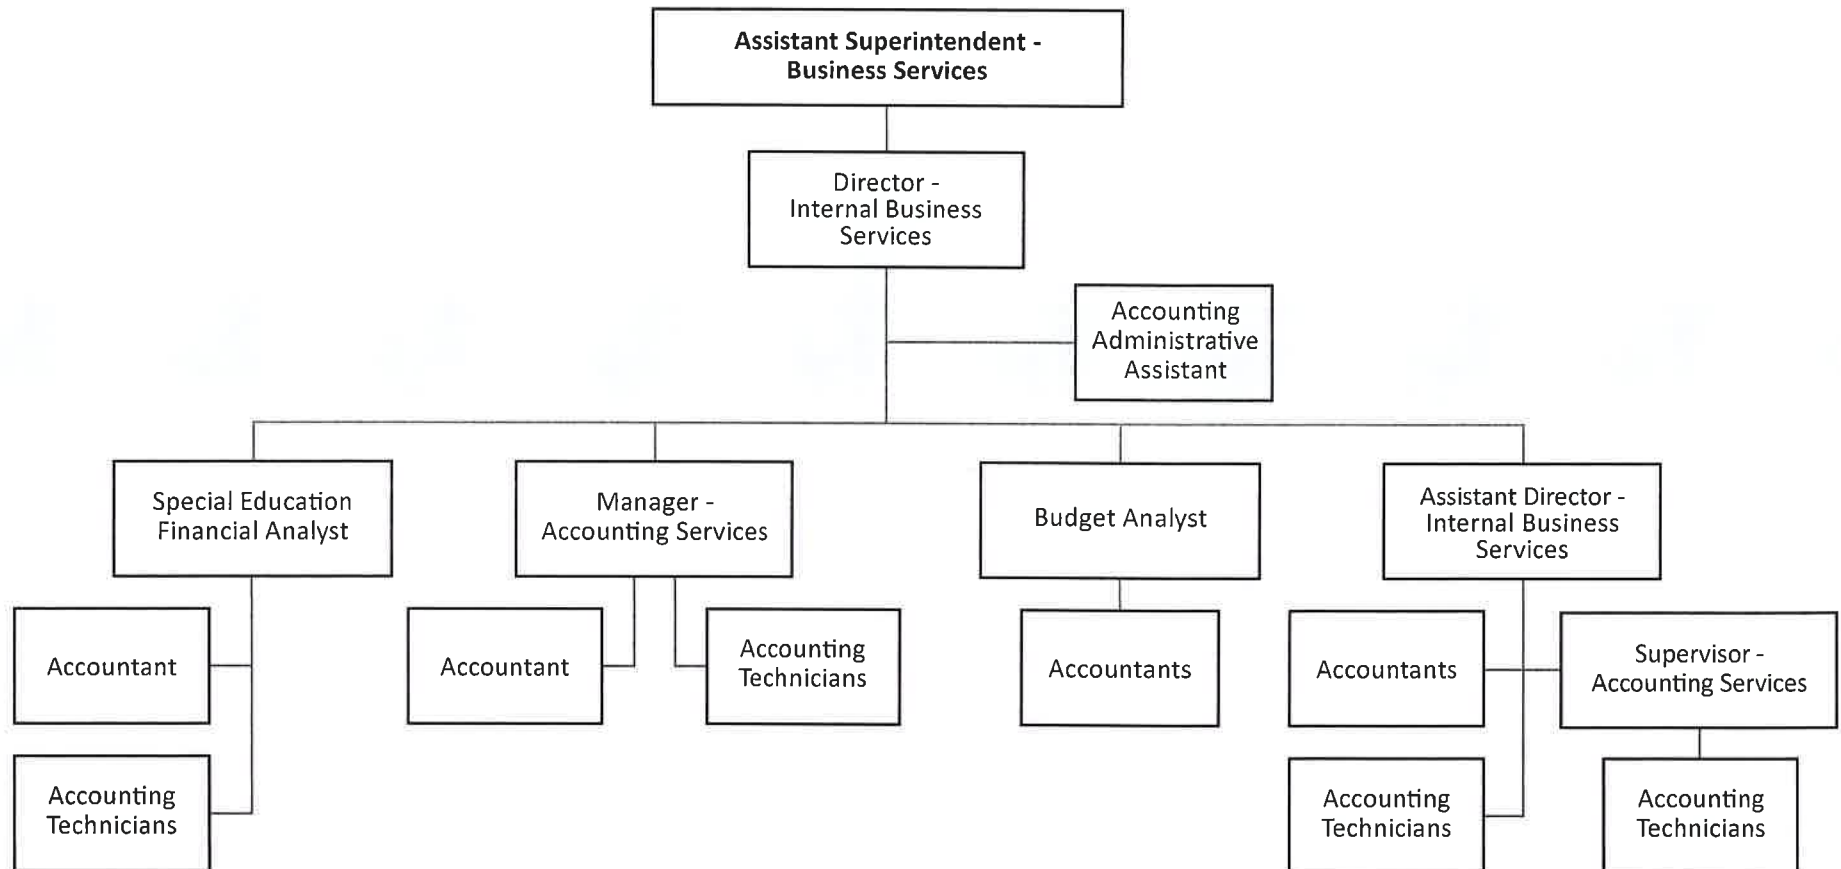 Assistant Superintendent -
Business Services
Director -
Internal Business
Services
Accounting
Administrative
Assistant
Special Education
Financial Analyst
Manager -
Accounting Services
Budget Analyst
Assistant Director -
Internal Business
Services
Accountant
Accountant
Accounting
Technicians
Accountants
Accountants
Supervisor -
Accounting Services
Accounting
Technicians
Accounting
Technicians
Accounting
Technicians